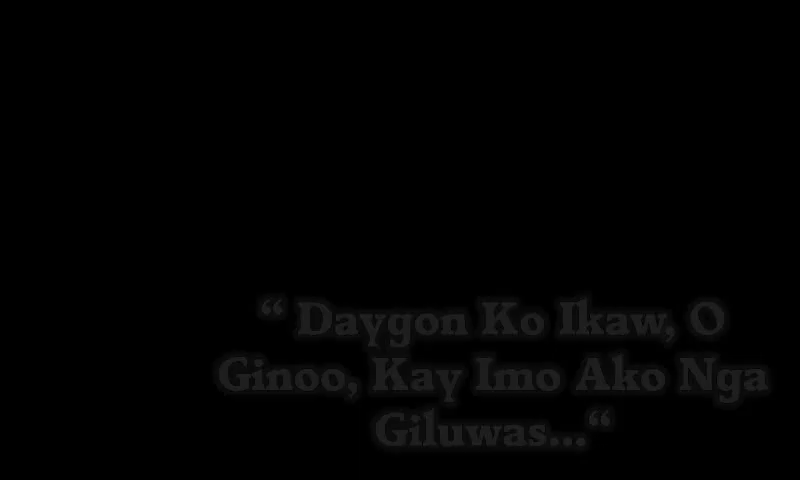 “ Daygon Ko Ikaw, O
Ginoo, Kay Imo Ako Nga
Giluwas...“